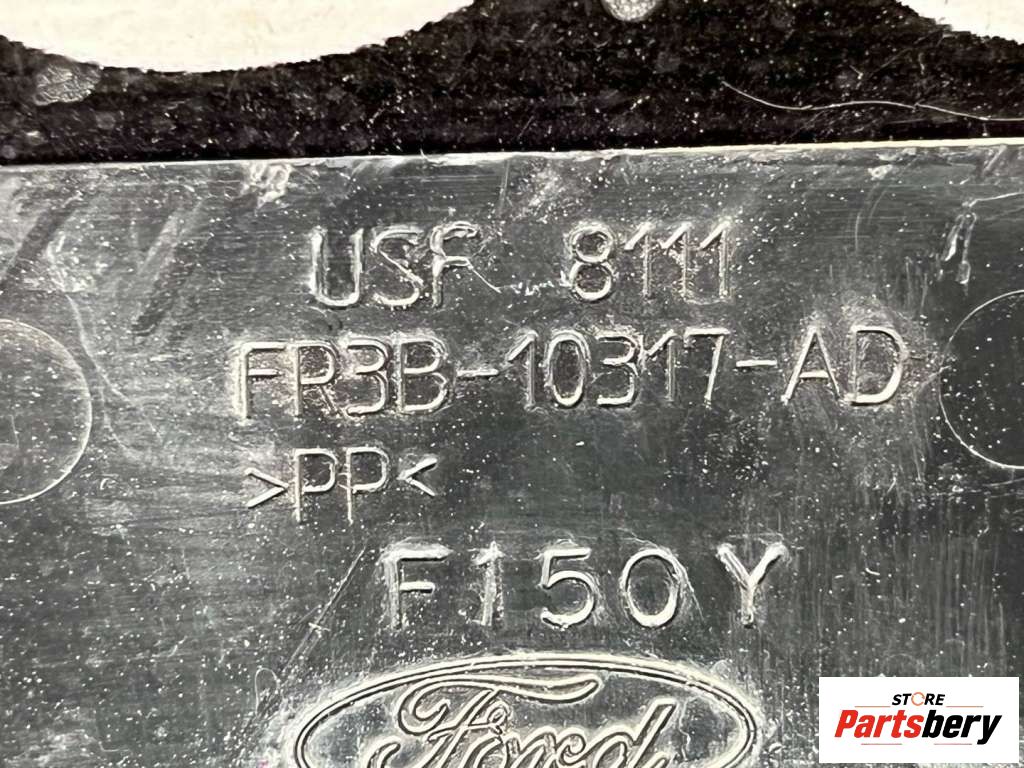 USF 8111
FR3B-10317-AD
>PP<
F150Y
Ford
STORE
Partsbery